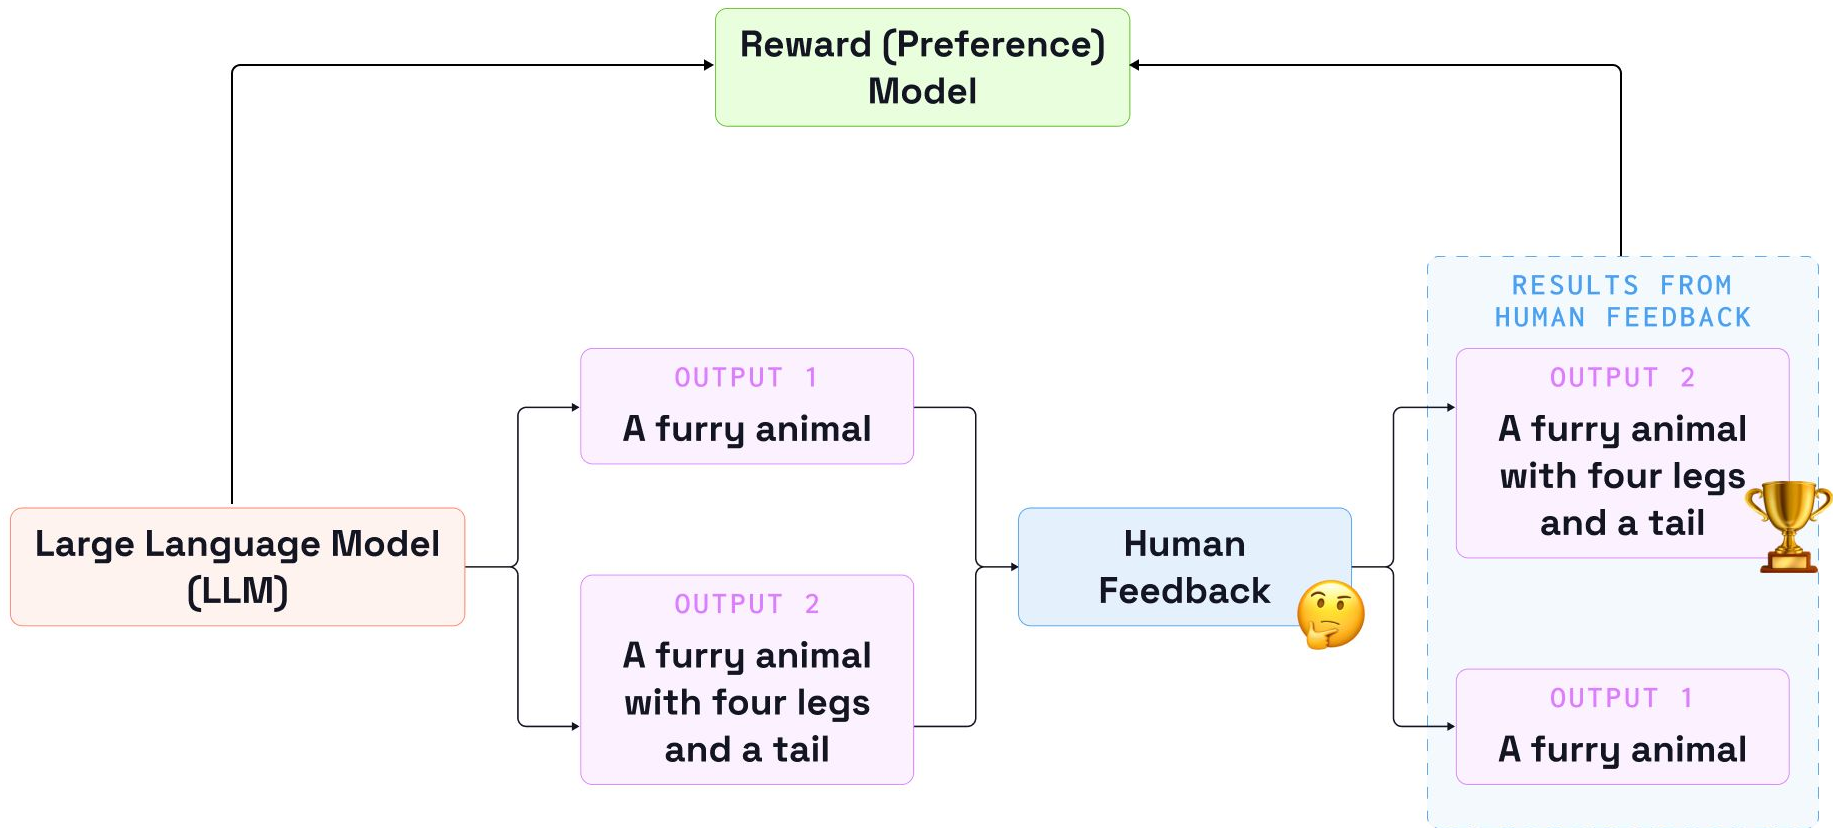 Reward (Preference)
Model
Large Language Model
(LLM)
OUTPUT 1
A furry animal
OUTPUT 2
A furry animal
with four legs
and a tail
Human
Feedback
RESULTS FROM
HUMAN FEEDBACK
OUTPUT 2
A furry animal
with four legs
and a tail
OUTPUT 1
A furry animal